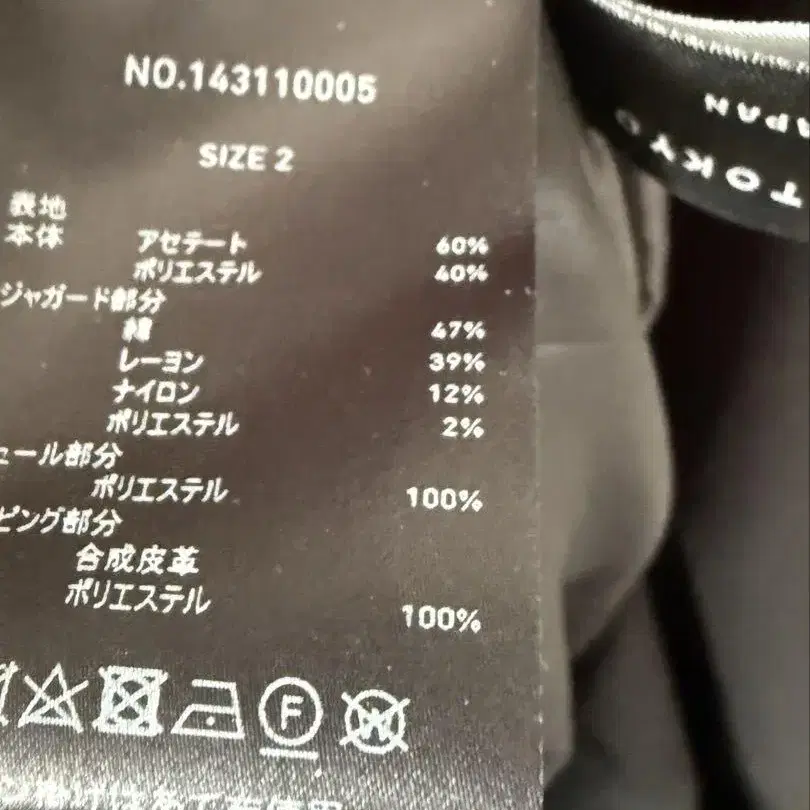 NO.143110005
SIZE 2
表地
本体 アセテート 60%
ポリエステル 40%
ジャガード部分
綿 47%
レーヨン 39%
ナイロン 12%
ポリエステル 2%
ュール部分
ポリエステル 100%
ピング部分
合成皮革
ポリエステル 100%
F
W
TOKYO
JAPAN